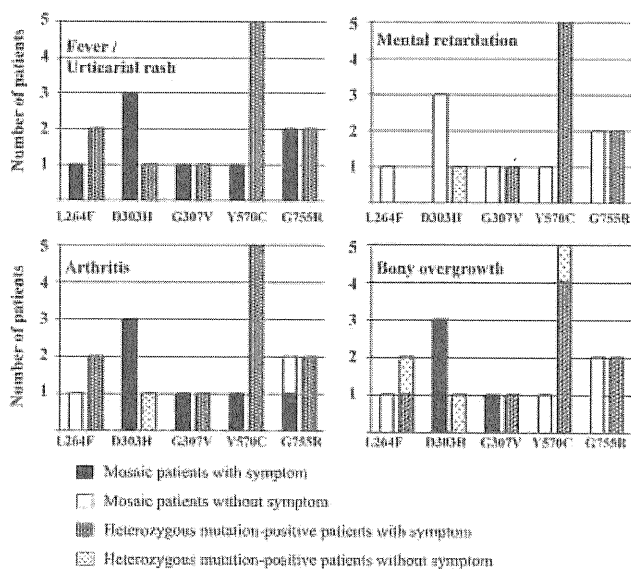 Number of patients
5
4
3
2
1
Fever /
Urticarial rash
L264F D303H G307V Y570C G755R
5
4
3
2
1
Mental retardation
L264F D303H G307V Y570C G755R
Number of patients
5
4
3
2
1
Arthritis
L264F D303H G307V Y570C G755R
5
4
3
2
1
Bony overgrowth
L264F D303H G307V Y570C G755R
Mosaic patients with symptom
Mosaic patients without symptom
Heterozygous mutation-positive patients with symptom
Heterozygous mutation-positive patients without symptom